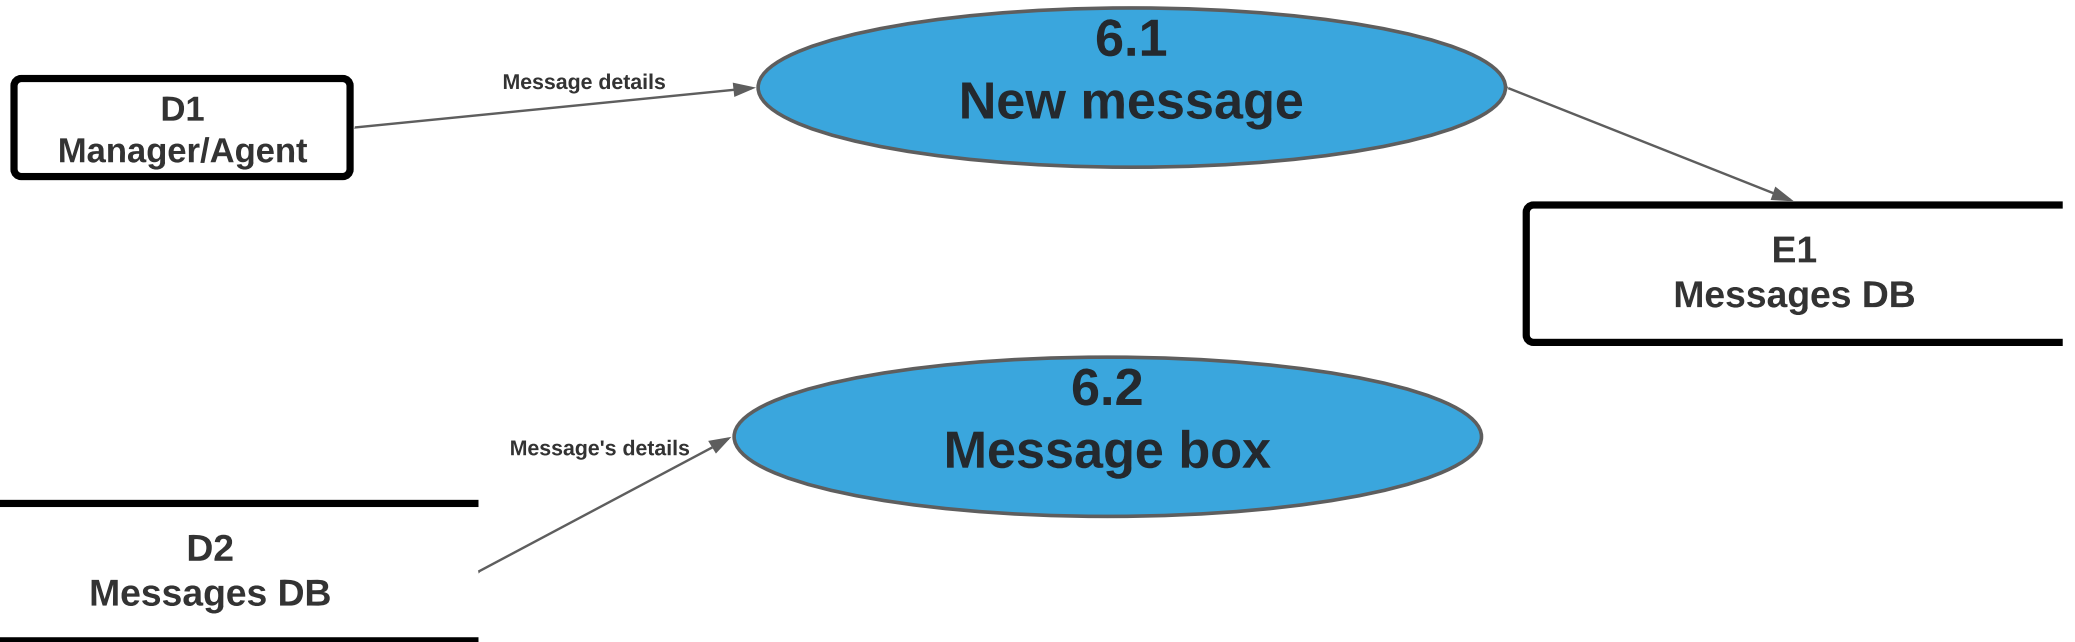 6.1
New message
Message details
D1
Manager/Agent
E1
Messages DB
6.2
Message box
Message's details
D2
Messages DB